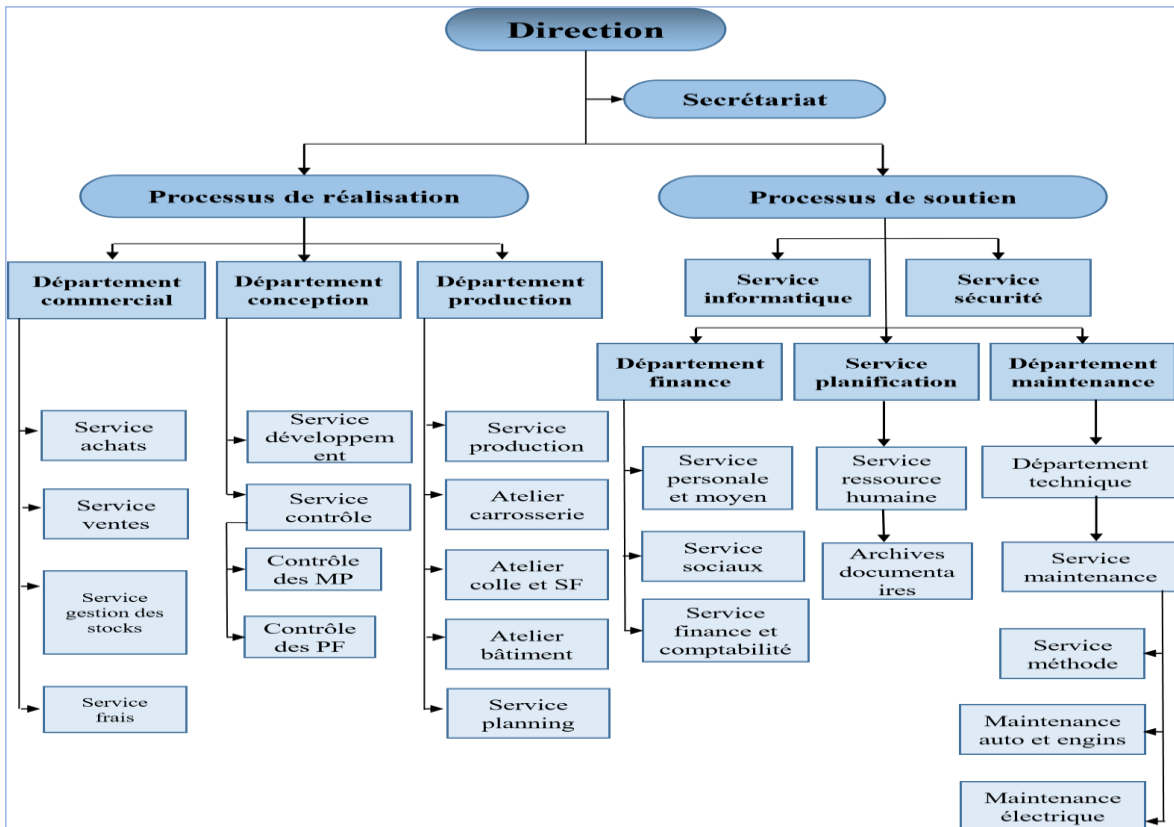 Direction
Secrétariat
Processus de réalisation
Processus de soutien
Département
commercial
Département
conception
Département
production
Service
informatique
Service
sécurité
Département
finance
Service
planification
Département
maintenance
Service
achats
Service
ventes
Service
gestion des
stocks
Service
frais
Service
développem
ent
Service
contrôle
Contrôle
des MP
Contrôle
des PF
Service
production
Atelier
carrosserie
Atelier
colle et SF
Atelier
bâtiment
Service
planning
Service
personale
et moyen
Service
sociaux
Service
finance et
comptabilité
Service
ressource
humaine
Archives
documenta
ires
Département
technique
Service
maintenance
Service
méthode
Maintenance
auto et engins
Maintenance
électrique